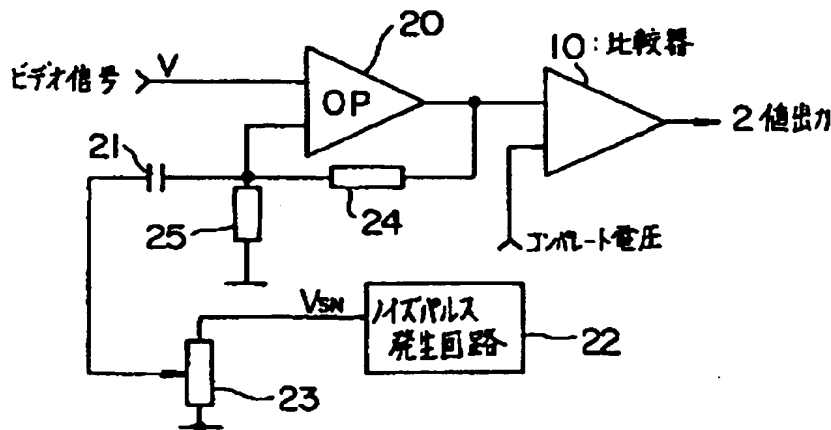 20
10:比較器
ビデオ信号
V
OP
2値出力
21
24
25
コンパレート電圧
VSN
ノイズパルス
発生回路
22
23